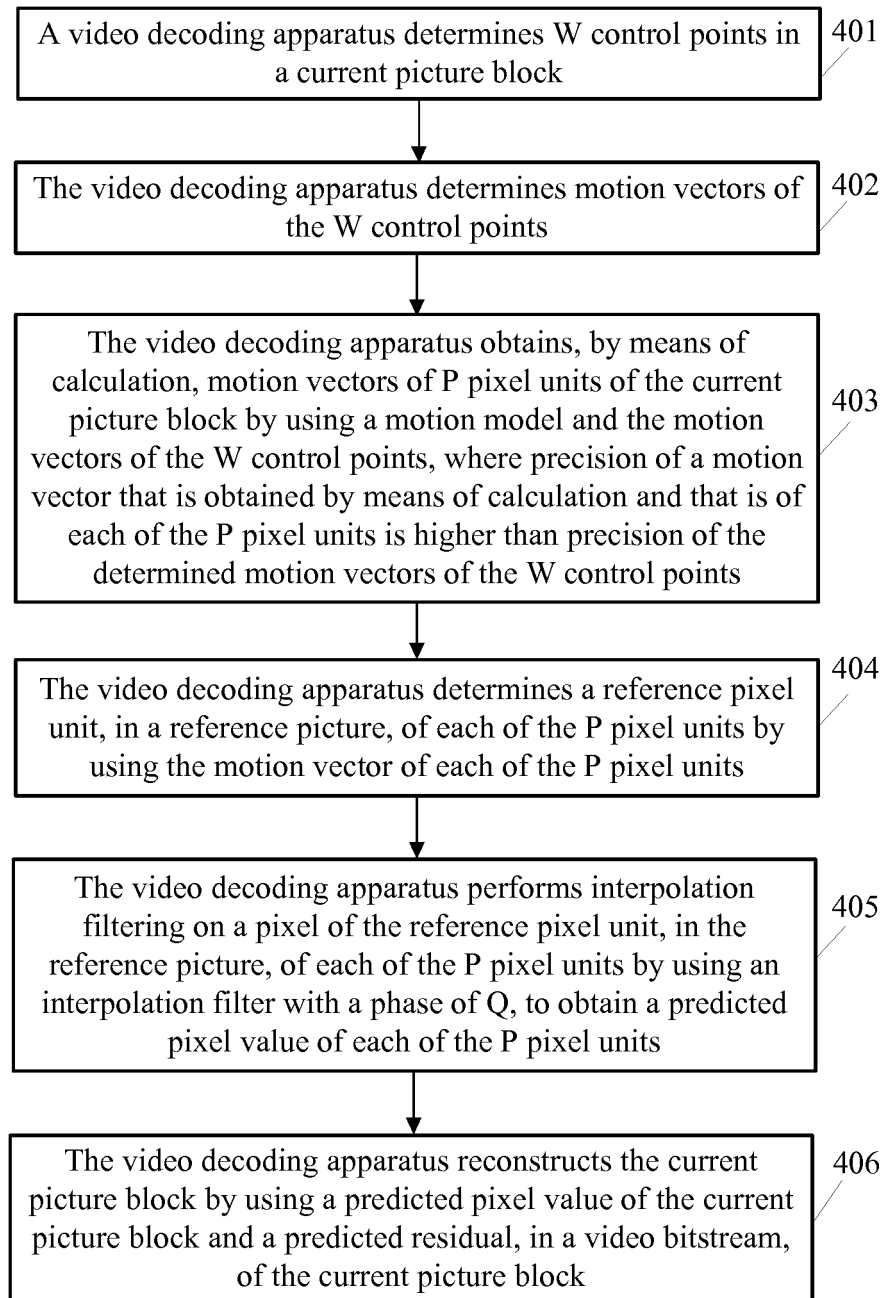 A video decoding apparatus determines W control points in
a current picture block
401
The video decoding apparatus determines motion vectors of
the W control points
402
The video decoding apparatus obtains, by means of
calculation, motion vectors of P pixel units of the current
picture block by using a motion model and the motion
vectors of the W control points, where precision of a motion
vector that is obtained by means of calculation and that is of
each of the P pixel units is higher than precision of the
determined motion vectors of the W control points
403
The video decoding apparatus determines a reference pixel
unit, in a reference picture, of each of the P pixel units by
using the motion vector of each of the P pixel units
404
The video decoding apparatus performs interpolation
filtering on a pixel of the reference pixel unit, in the
reference picture, of each of the P pixel units by using an
interpolation filter with a phase of Q, to obtain a predicted
pixel value of each of the P pixel units
405
The video decoding apparatus reconstructs the current
picture block by using a predicted pixel value of the current
picture block and a predicted residual, in a video bitstream,
of the current picture block
406